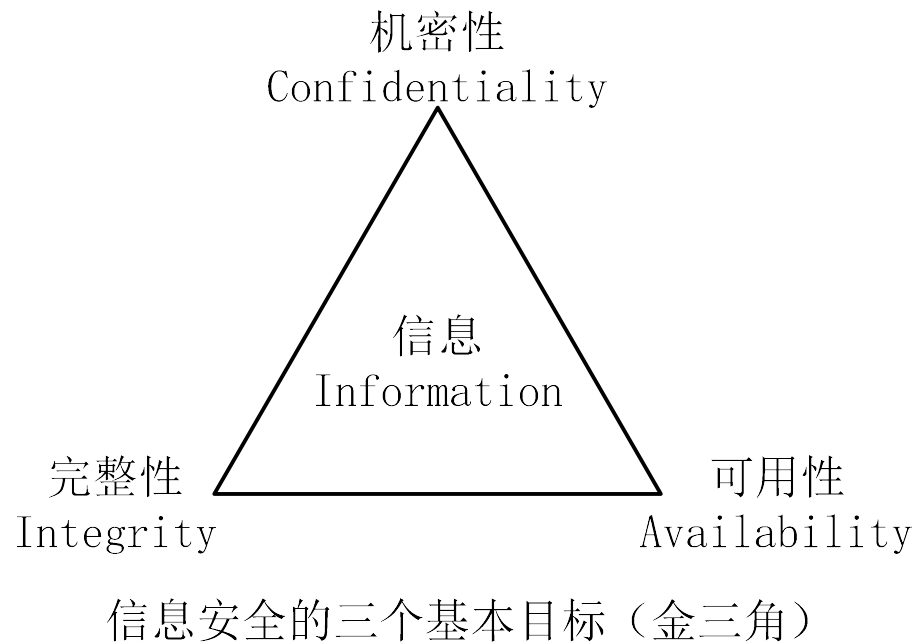 机密性
Confidentiality
信息
Information
完整性
Integrity
可用性
Availability
信息安全的三个基本目标（金三角）